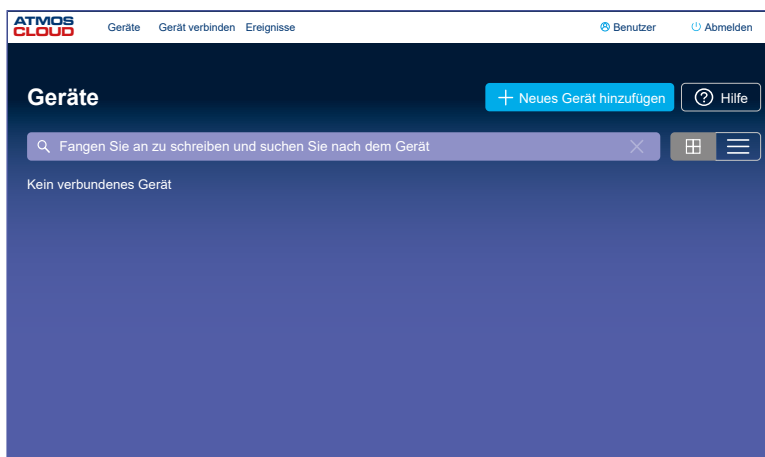 ATMOS
CLOUD
Geräte Gerät verbinden Ereignisse Benutzer Abmelden
Geräte
Neues Gerät hinzufügen
Hilfe
Fangen Sie an zu schreiben und suchen Sie nach dem Gerät
Kein verbundenes Gerät